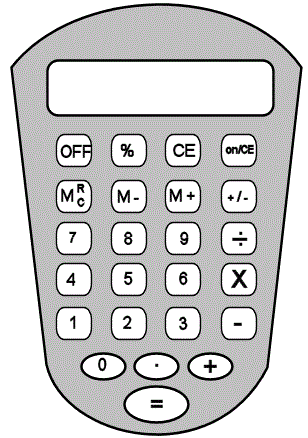 OFF % CE on/CE
MRC M- M+ +/-
7 8 9 ÷
4 5 6 X
1 2 3 -
0 . +
=